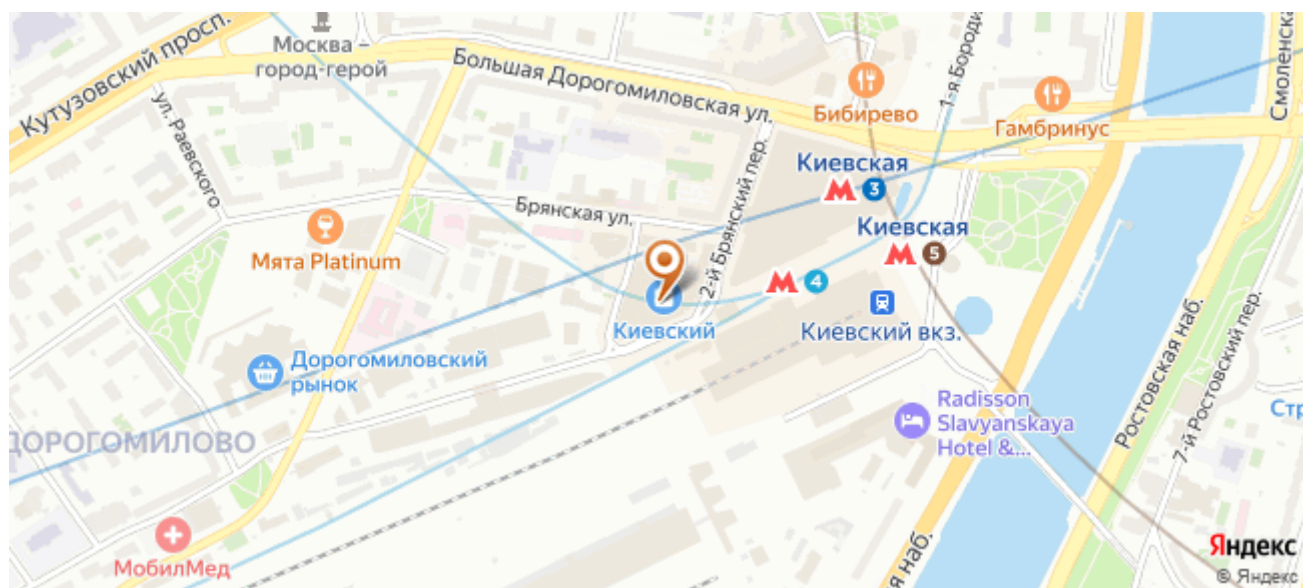 Москва –
город-герой
Кутузовский просп.
Большая Дорогомиловская ул.
1-я Бороди
Смоленска
Бибирево
Гамбринус
ул. Раевского
Киевская
3
Брянская ул.
2-й Брянский пер.
Киевская
5
Мята Platinum
4
Киевский
Киевский вкз.
Дорогомиловский
рынок
Ростовская наб.
7-й Ростовский пер.
Radisson
Slavyanskaya
Hotel &...
Стр
ДОРОГОМИЛОВО
МобилМед
ая наб.
Яндекс
© Яндекс